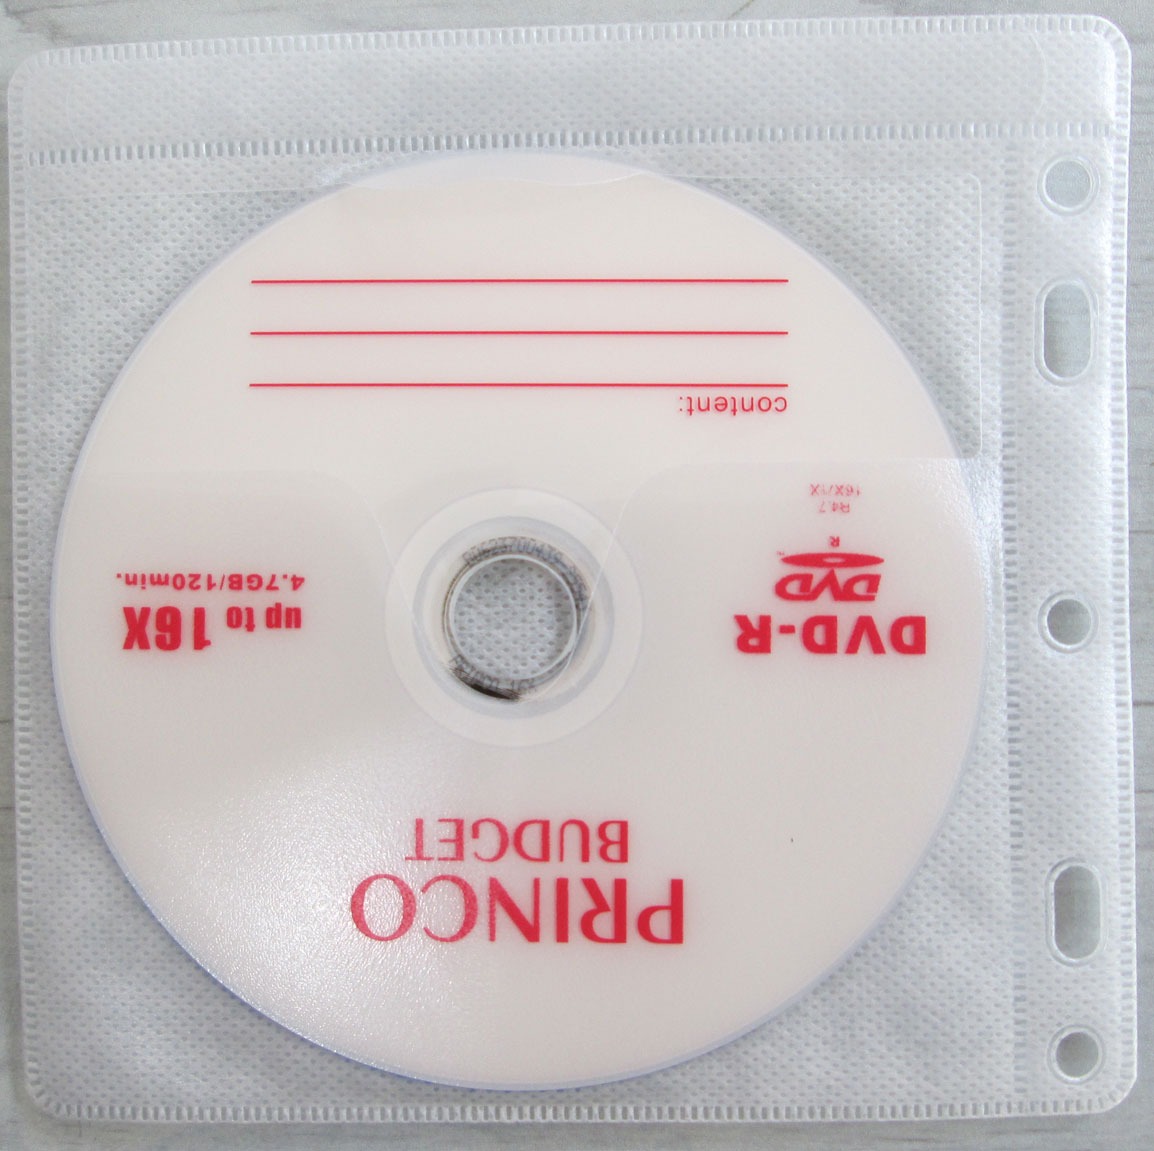 PRINCO
BUDGET
DVD-R
DVD
R
R4.7
16X/1X
up to 16X
4.7GB/120min.
content: